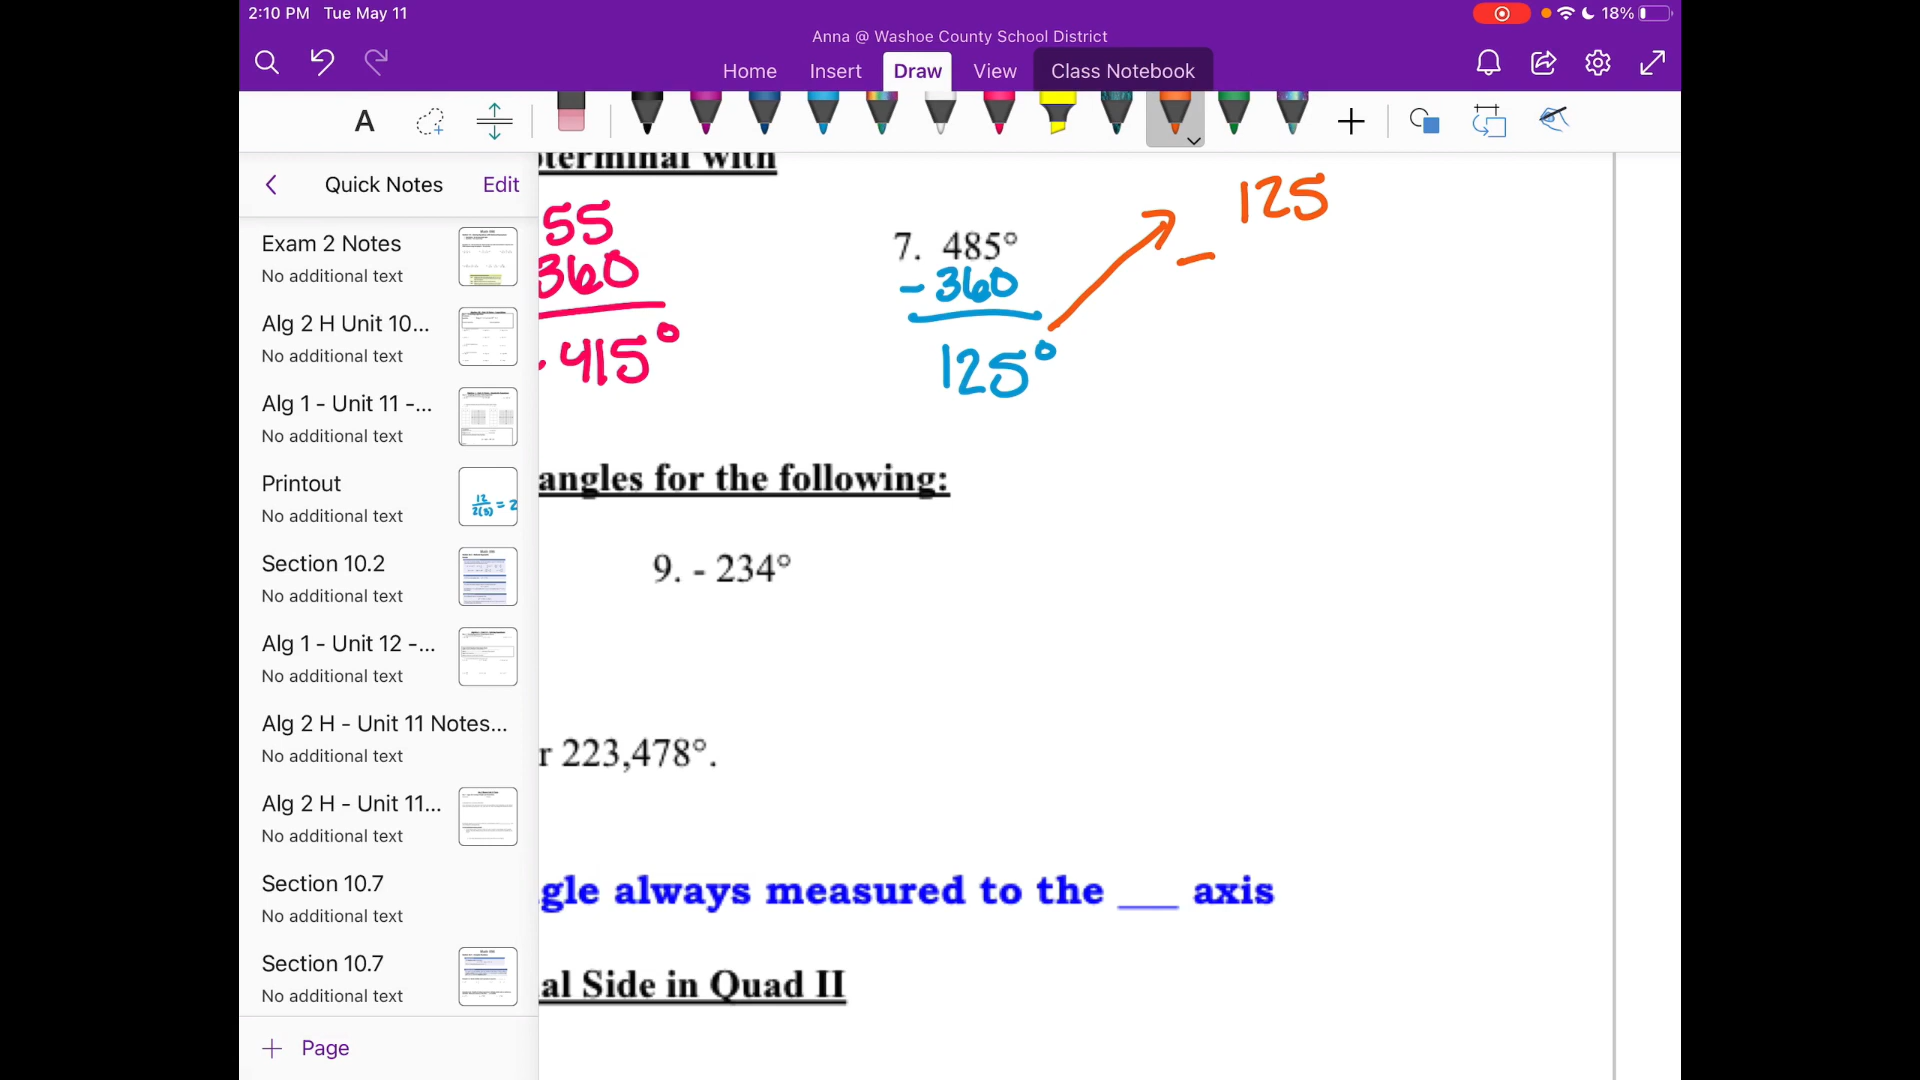 2:10 PM Tue May 11
18%
Anna @ Washoe County School District
Home Insert Draw View Class Notebook
A
Quick Notes Edit
Exam 2 Notes
No additional text
Alg 2 H Unit 10...
No additional text
Alg 1 - Unit 11 -...
No additional text
Printout
No additional text
12
2(3) = 2
Section 10.2
No additional text
Alg 1 - Unit 12 -...
No additional text
Alg 2 H - Unit 11 Notes...
No additional text
Alg 2 H - Unit 11...
No additional text
Section 10.7
No additional text
Section 10.7
No additional text
+ Page
oterminal with
55
360
- 415°
7. 485°
- 360
125°
125
-
angles for the following:
9. - 234°
r 223,478°.
gle always measured to the ___ axis
al Side in Quad II